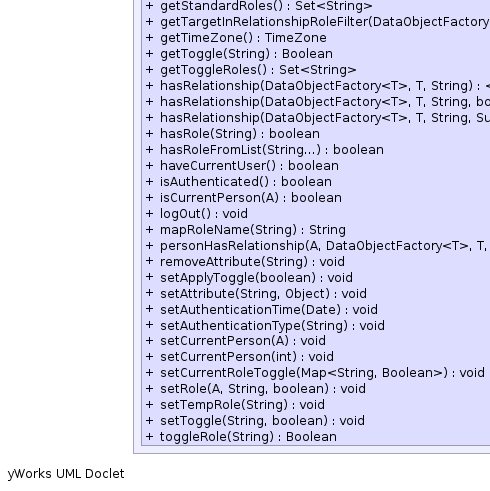 + getStandardRoles() : Set<String>
+ getTargetInRelationshipRoleFilter(DataObjectFactory
+ getTimeZone() : TimeZone
+ getToggle(String) : Boolean
+ getToggleRoles() : Set<String>
+ hasRelationship(DataObjectFactory<T>, T, String) : <
+ hasRelationship(DataObjectFactory<T>, T, String, bo
+ hasRelationship(DataObjectFactory<T>, T, String, Su
+ hasRole(String) : boolean
+ hasRoleFromList(String...) : boolean
+ haveCurrentUser() : boolean
+ isAuthenticated() : boolean
+ isCurrentPerson(A) : boolean
+ logOut() : void
+ mapRoleName(String) : String
+ personHasRelationship(A, DataObjectFactory<T>, T,
+ removeAttribute(String) : void
+ setApplyToggle(boolean) : void
+ setAttribute(String, Object) : void
+ setAuthenticationTime(Date) : void
+ setAuthenticationType(String) : void
+ setCurrentPerson(A) : void
+ setCurrentPerson(int) : void
+ setCurrentRoleToggle(Map<String, Boolean>) : void
+ setRole(A, String, boolean) : void
+ setTempRole(String) : void
+ setToggle(String, boolean) : void
+ toggleRole(String) : Boolean
yWorks UML Doclet